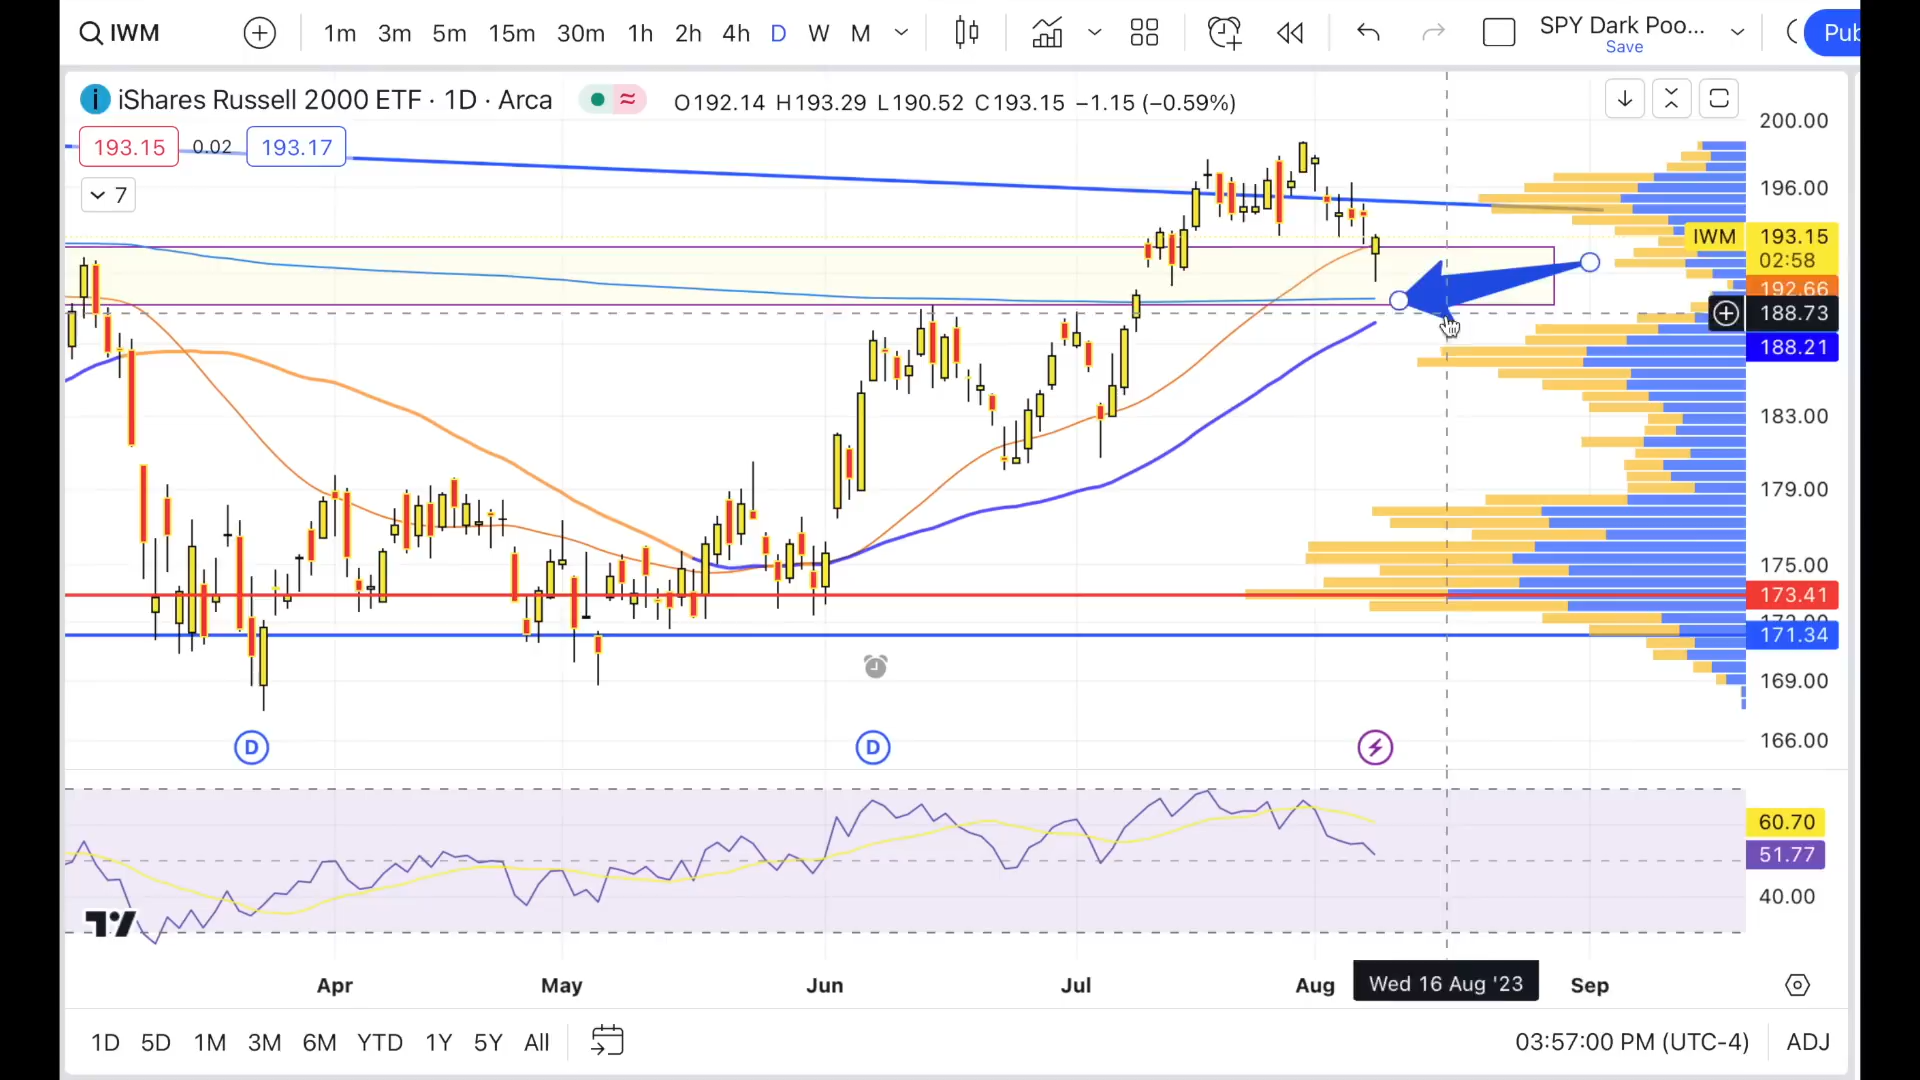 IWM
1m 3m 5m 15m 30m 1h 2h 4h D W M
SPY Dark Poo...
Save
Pub
iShares Russell 2000 ETF · 1D · Arca
O192.14 H193.29 L190.52 C193.15 −1.15 (−0.59%)
193.15 0.02 193.17
7
200.00
196.00
IWM 193.15
02:58
192.66
188.73
188.21
183.00
179.00
175.00
173.41
171.34
169.00
166.00
D D
60.70
51.77
40.00
Apr May Jun Jul Aug Wed 16 Aug '23 Sep
1D 5D 1M 3M 6M YTD 1Y 5Y All
03:57:00 PM (UTC-4) ADJ